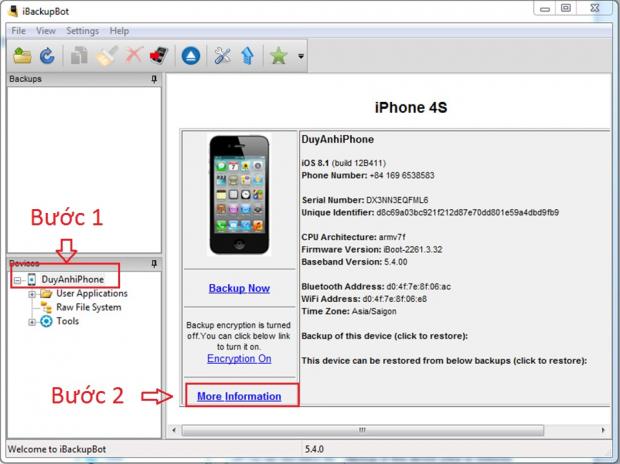 iBackupBot
File View Settings Help
Backups
iPhone 4S
DuyAnhiPhone
iOS 8.1 (build 12B411)
Phone Number: +84 169 6538583
Serial Number: DX3NN3EQFML6
Unique Identifier: d8c69a03bc921f212d87e70dd801e59a4dbd9fb9
CPU Architecture: armv7f
Firmware Version: iBoot-2261.3.32
Baseband Version: 5.4.00
Bluetooth Address: d0:4f:7e:8f:06:ac
WiFi Address: d0:4f:7e:8f:06:e8
Time Zone: Asia/Saigon
Backup of this device (click to restore):
This device can be restored from below backups (click to restore):
Backup Now
Backup encryption is turned
off.You can click below link
to turn it on.
Encryption On
More Information
Bước 1
Devices
DuyAnhiPhone
User Applications
Raw File System
Tools
Bước 2
Welcome to iBackupBot
5.4.0